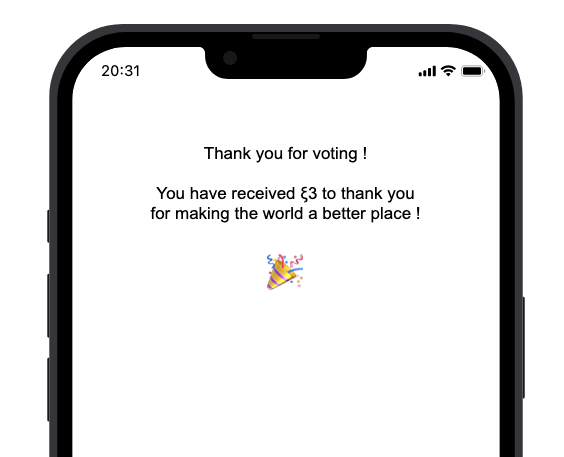 20:31
Thank you for voting !
You have received ξ3 to thank you
for making the world a better place !